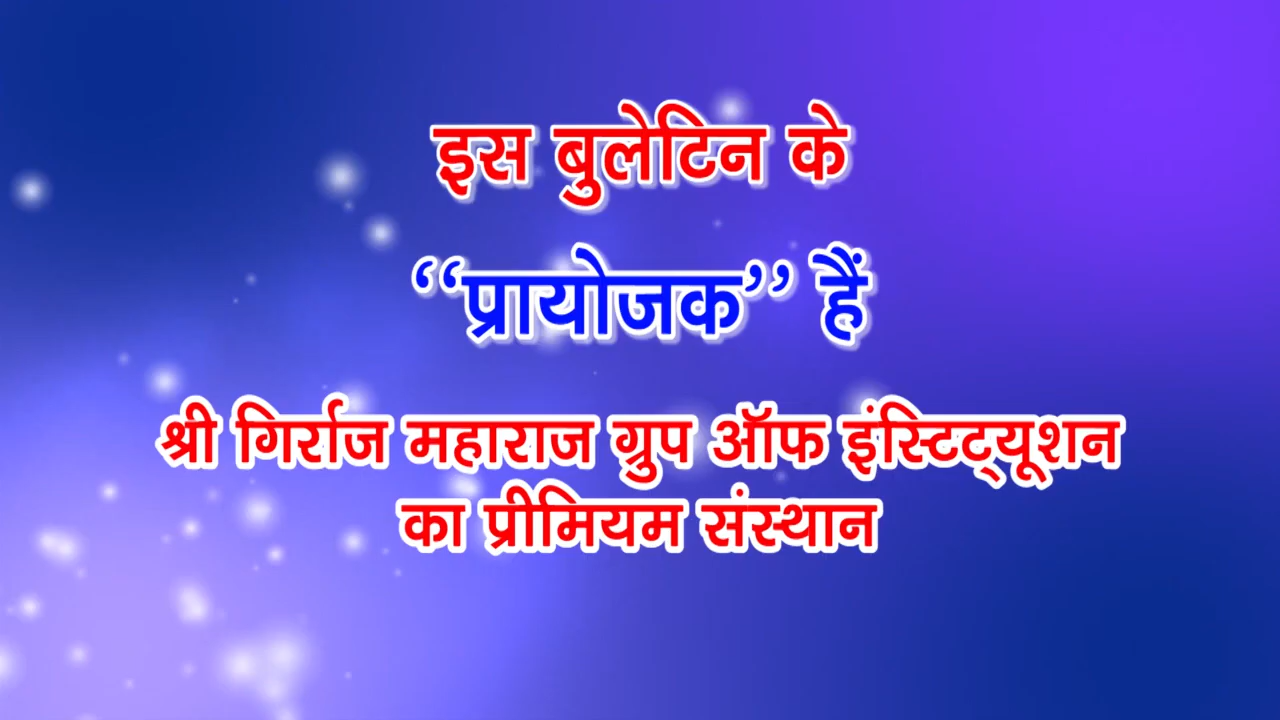 इस बुलेटिन के
“प्रायोजक” हैं
श्री गिर्राज महाराज ग्रुप ऑफ इंस्टिट्यूशन
का प्रीमियम संस्थान